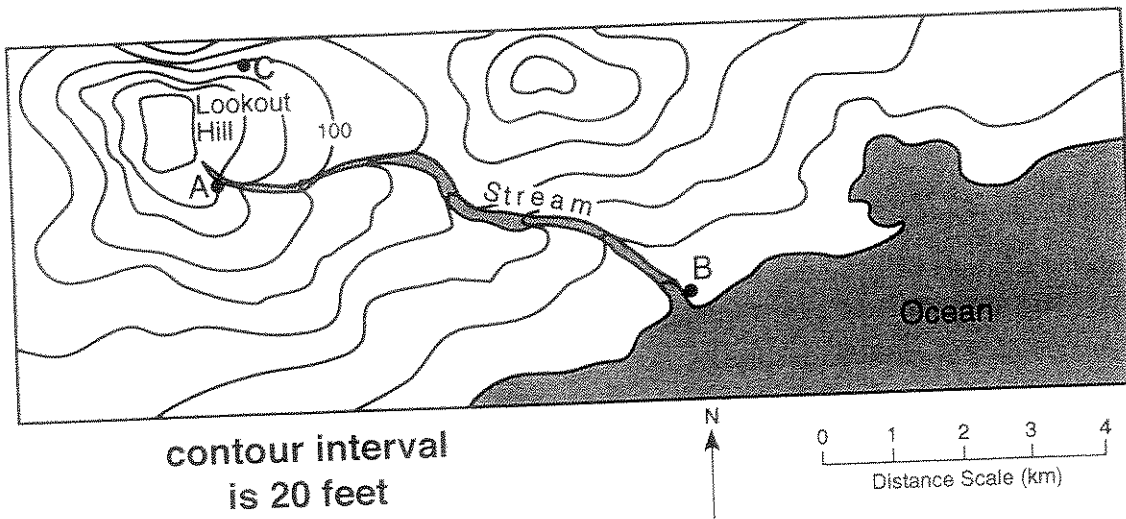 C
Lookout
Hill
100
A
Stream
B
Ocean
contour interval
is 20 feet
N
0 1 2 3 4
Distance Scale (km)